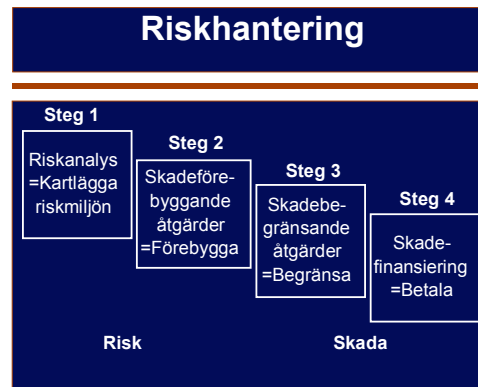 Riskhantering
Steg 1
Riskanalys
=Kartlägga
riskmiljön
Steg 2
Skadeföre-
byggande
åtgärder
=Förebygga
Steg 3
Skadebe-
gränsande
åtgärder
=Begränsa
Steg 4
Skade-
finansiering
=Betala
Risk
Skada